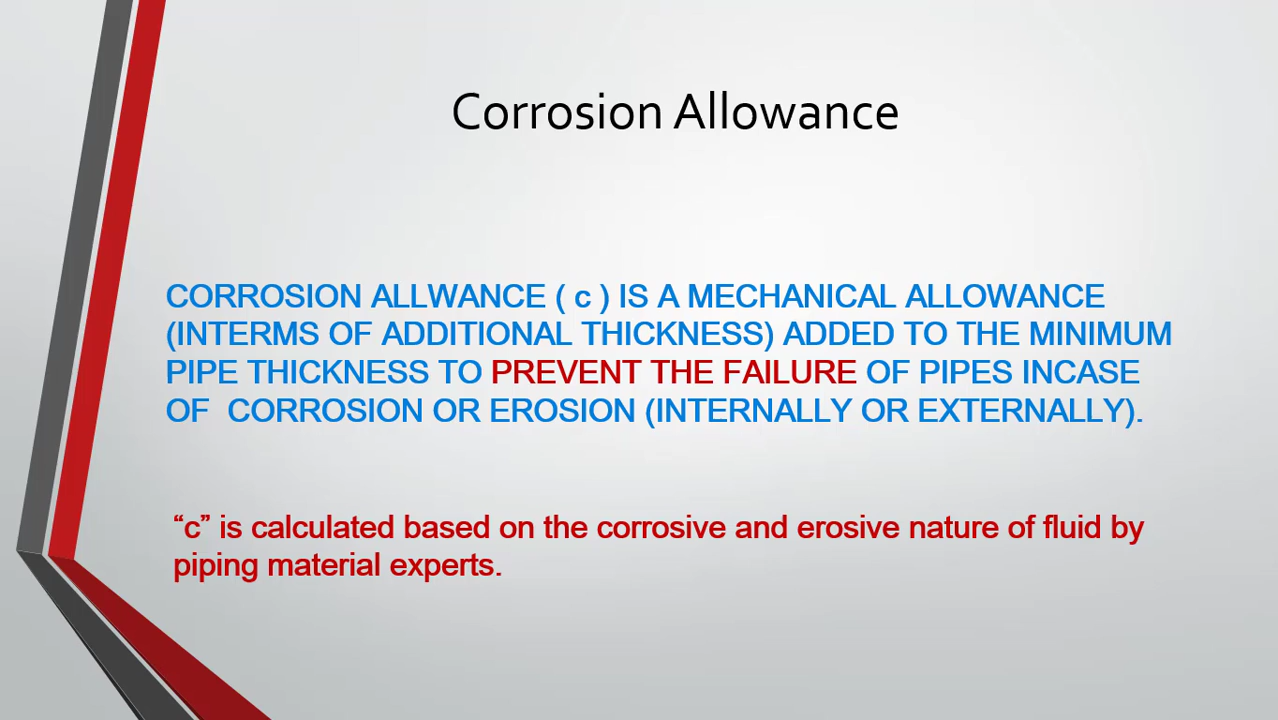 Corrosion Allowance
CORROSION ALLWANCE ( c ) IS A MECHANICAL ALLOWANCE
(INTERMS OF ADDITIONAL THICKNESS) ADDED TO THE MINIMUM
PIPE THICKNESS TO PREVENT THE FAILURE OF PIPES INCASE
OF  CORROSION OR EROSION (INTERNALLY OR EXTERNALLY).
“c” is calculated based on the corrosive and erosive nature of fluid by
piping material experts.